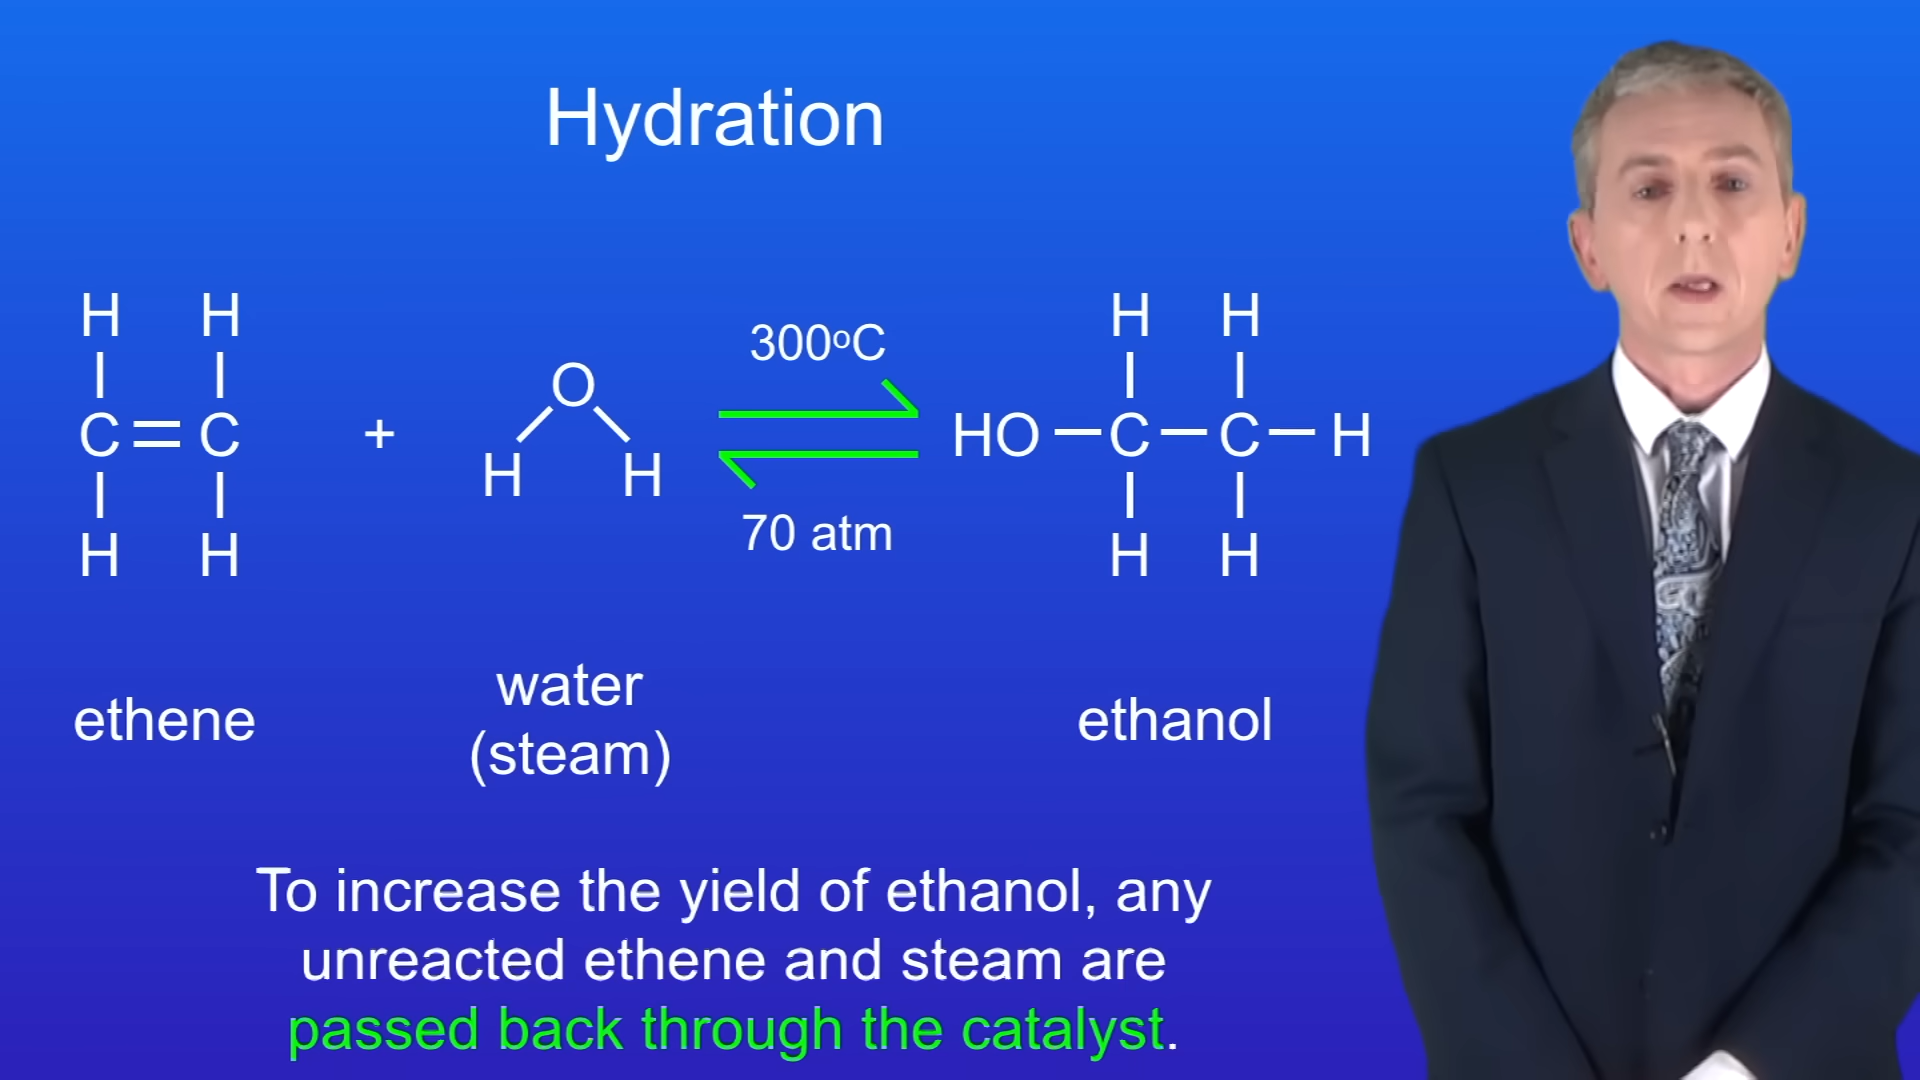 Hydration
H H H H
300°C
O
C=C + HO—C—C—H
H H
70 atm
H H H H
water
ethene ethanol
(steam)
To increase the yield of ethanol, any
unreacted ethene and steam are
passed back through the catalyst.